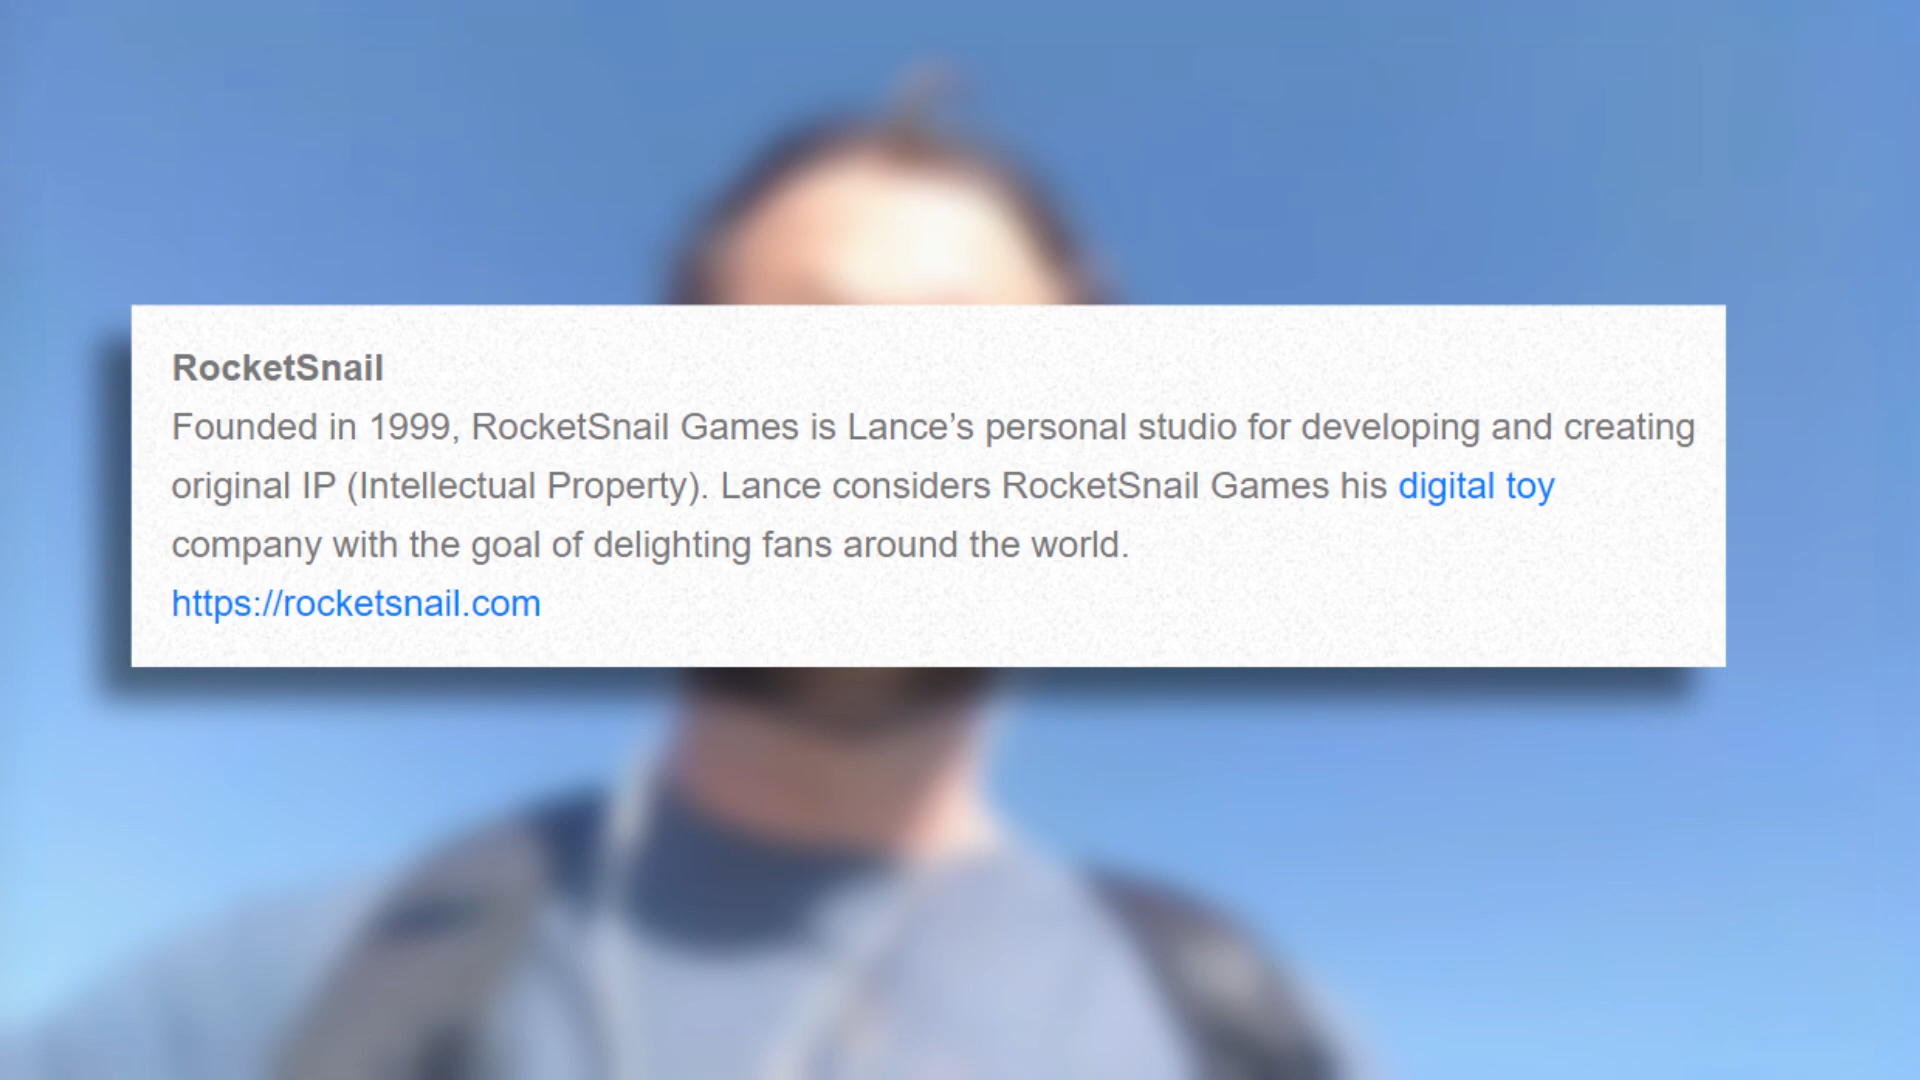 RocketSnail
Founded in 1999, RocketSnail Games is Lance’s personal studio for developing and creating
original IP (Intellectual Property). Lance considers RocketSnail Games his digital toy
company with the goal of delighting fans around the world.
https://rocketsnail.com